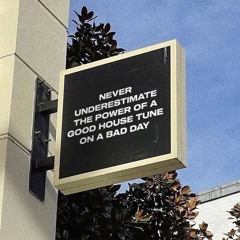 NEVER
UNDERESTIMATE
THE POWER OF A
GOOD HOUSE TUNE
ON A BAD DAY